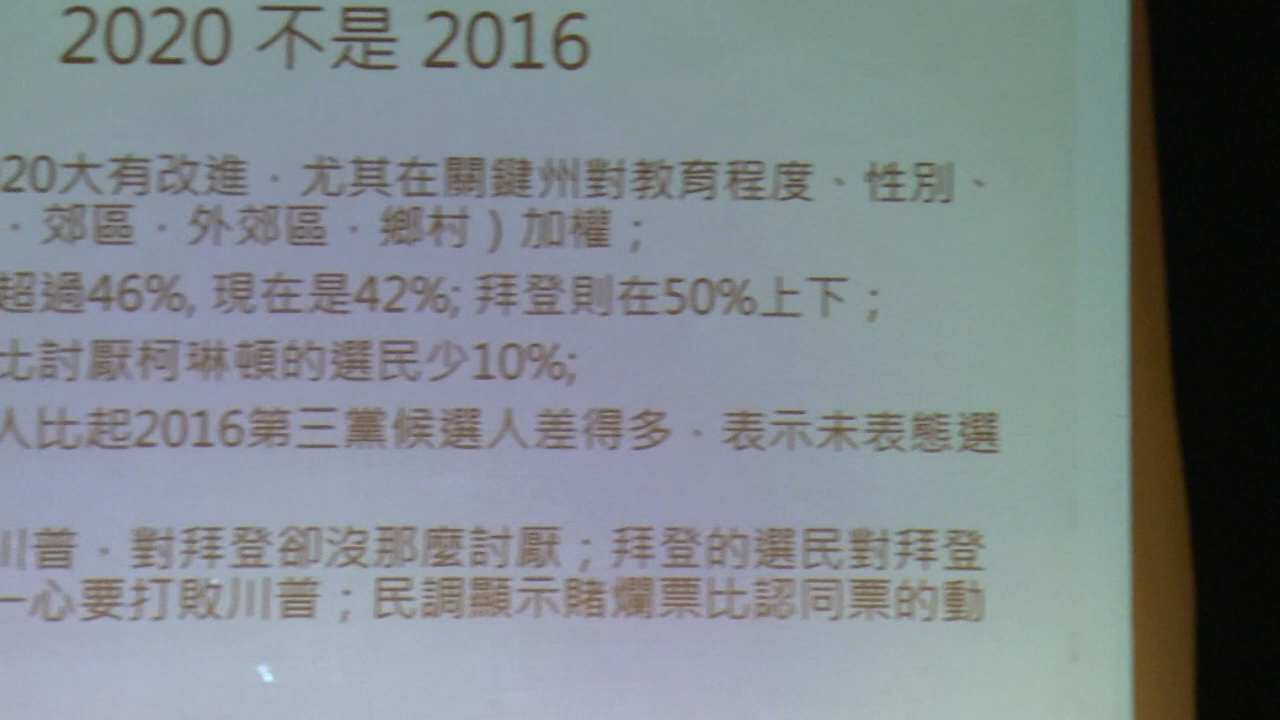 2020 不是 2016
20大有改進，尤其在關鍵州對教育程度、性別、
，郊區，外郊區，鄉村）加權；
超過46%, 現在是42%; 拜登則在50%上下；
比討厭柯琳頓的選民少10%;
人比起2016第三黨候選人差得多，表示未表態選
川普，對拜登卻沒那麼討厭；拜登的選民對拜登
一心要打敗川普；民調顯示賭爛票比認同票的動